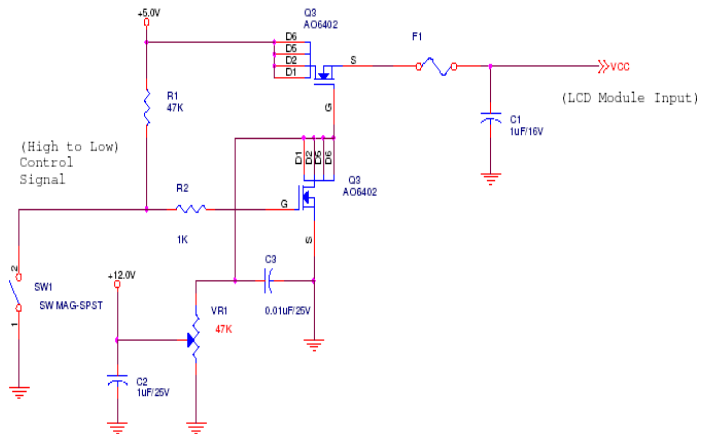 +5.0V
Q3
AO6402
D6
D5
D2
D1
S
G
F1
VCC
(LCD Module Input)
C1
1uF/16V
R1
47K
(High to Low)
Control
Signal
R2
1K
D1
D2
D5
D6
Q3
AO6402
G
S
2
1
SW1
SW MAG-SPST
+12.0V
C3
0.01uF/25V
VR1
47K
C2
1uF/25V